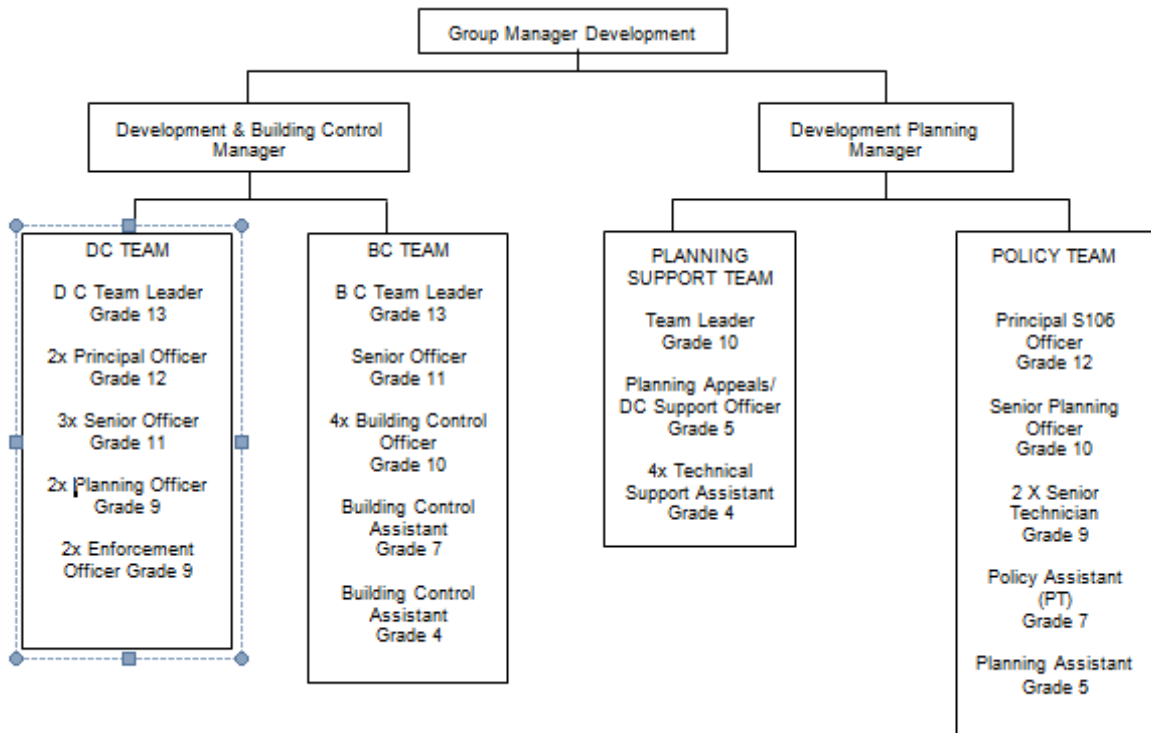 Group Manager Development
Development & Building Control
Manager
Development Planning
Manager
DC TEAM
D C Team Leader
Grade 13
2x Principal Officer
Grade 12
3x Senior Officer
Grade 11
2x Planning Officer
Grade 9
2x Enforcement
Officer Grade 9
BC TEAM
B C Team Leader
Grade 13
Senior Officer
Grade 11
4x Building Control
Officer
Grade 10
Building Control
Assistant
Grade 7
Building Control
Assistant
Grade 4
PLANNING
SUPPORT TEAM
Team Leader
Grade 10
Planning Appeals/
DC Support Officer
Grade 5
4x Technical
Support Assistant
Grade 4
POLICY TEAM
Principal S106
Officer
Grade 12
Senior Planning
Officer
Grade 10
2 X Senior
Technician
Grade 9
Policy Assistant
(PT)
Grade 7
Planning Assistant
Grade 5